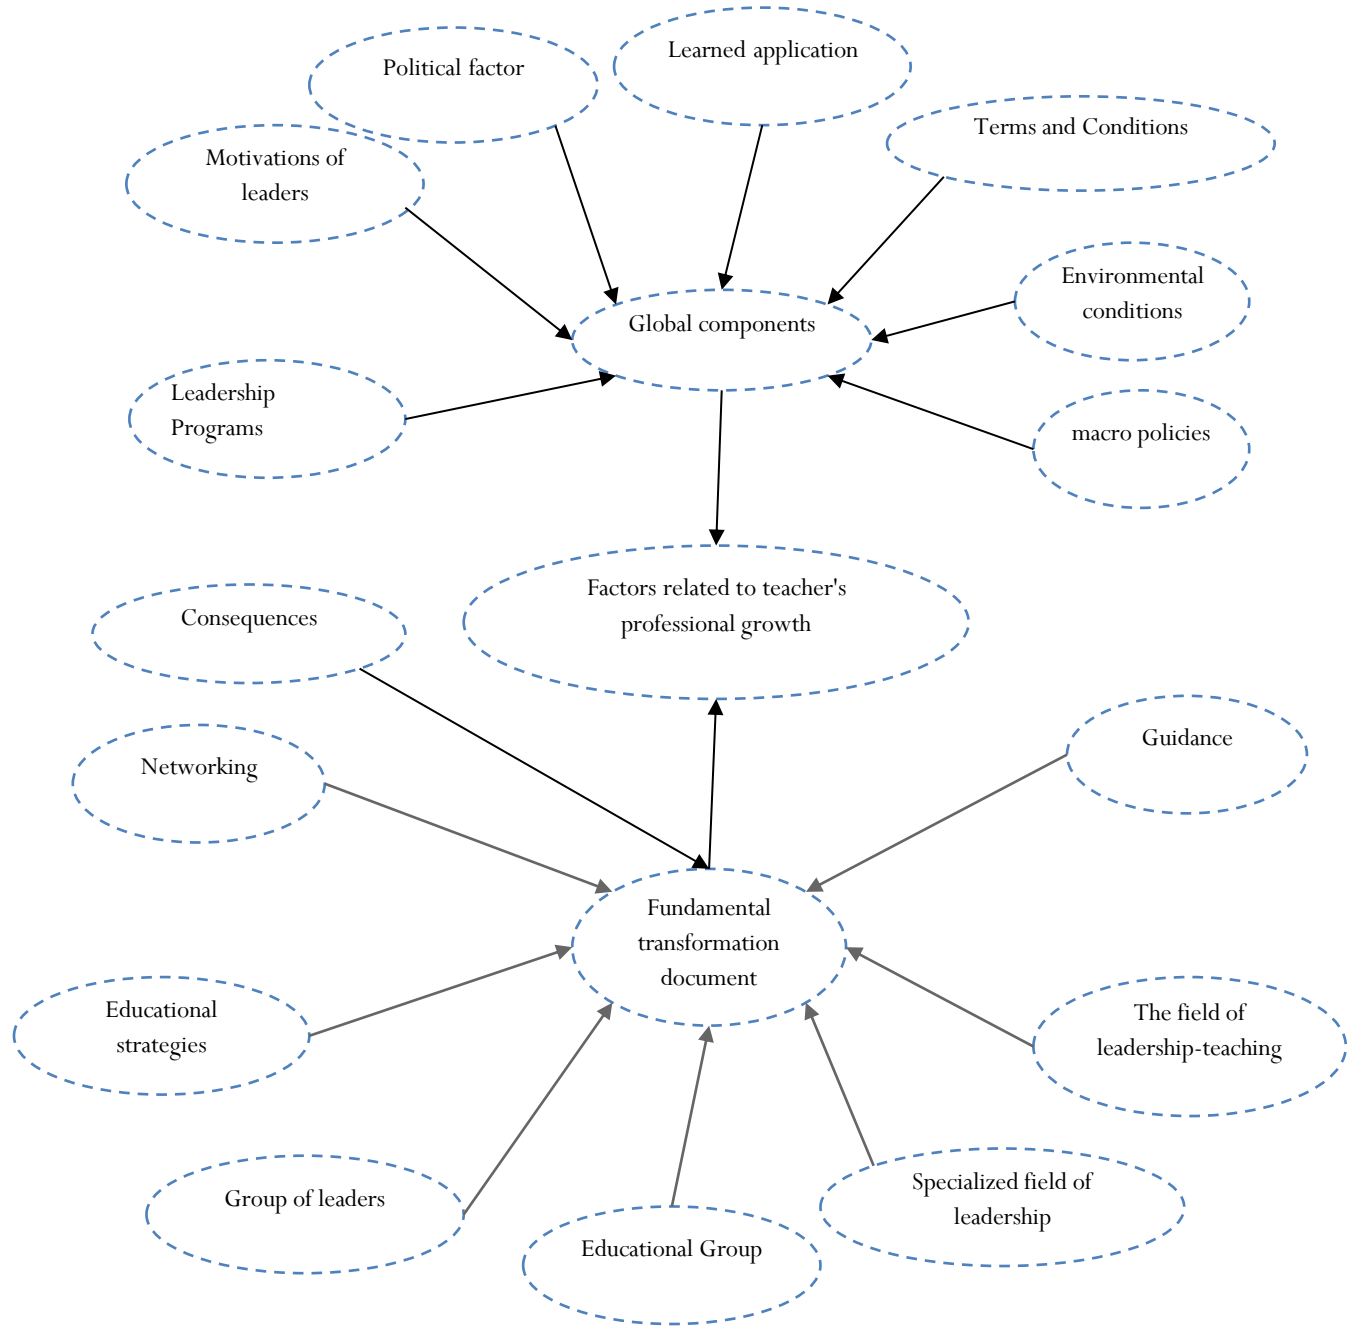 Learned application
Political factor
Terms and Conditions
Motivations of
leaders
Environmental
conditions
Global components
Leadership
Programs
macro policies
Factors related to teacher's
professional growth
Consequences
Guidance
Networking
Fundamental
transformation
document
Educational
strategies
The field of
leadership-teaching
Group of leaders
Specialized field of
leadership
Educational Group